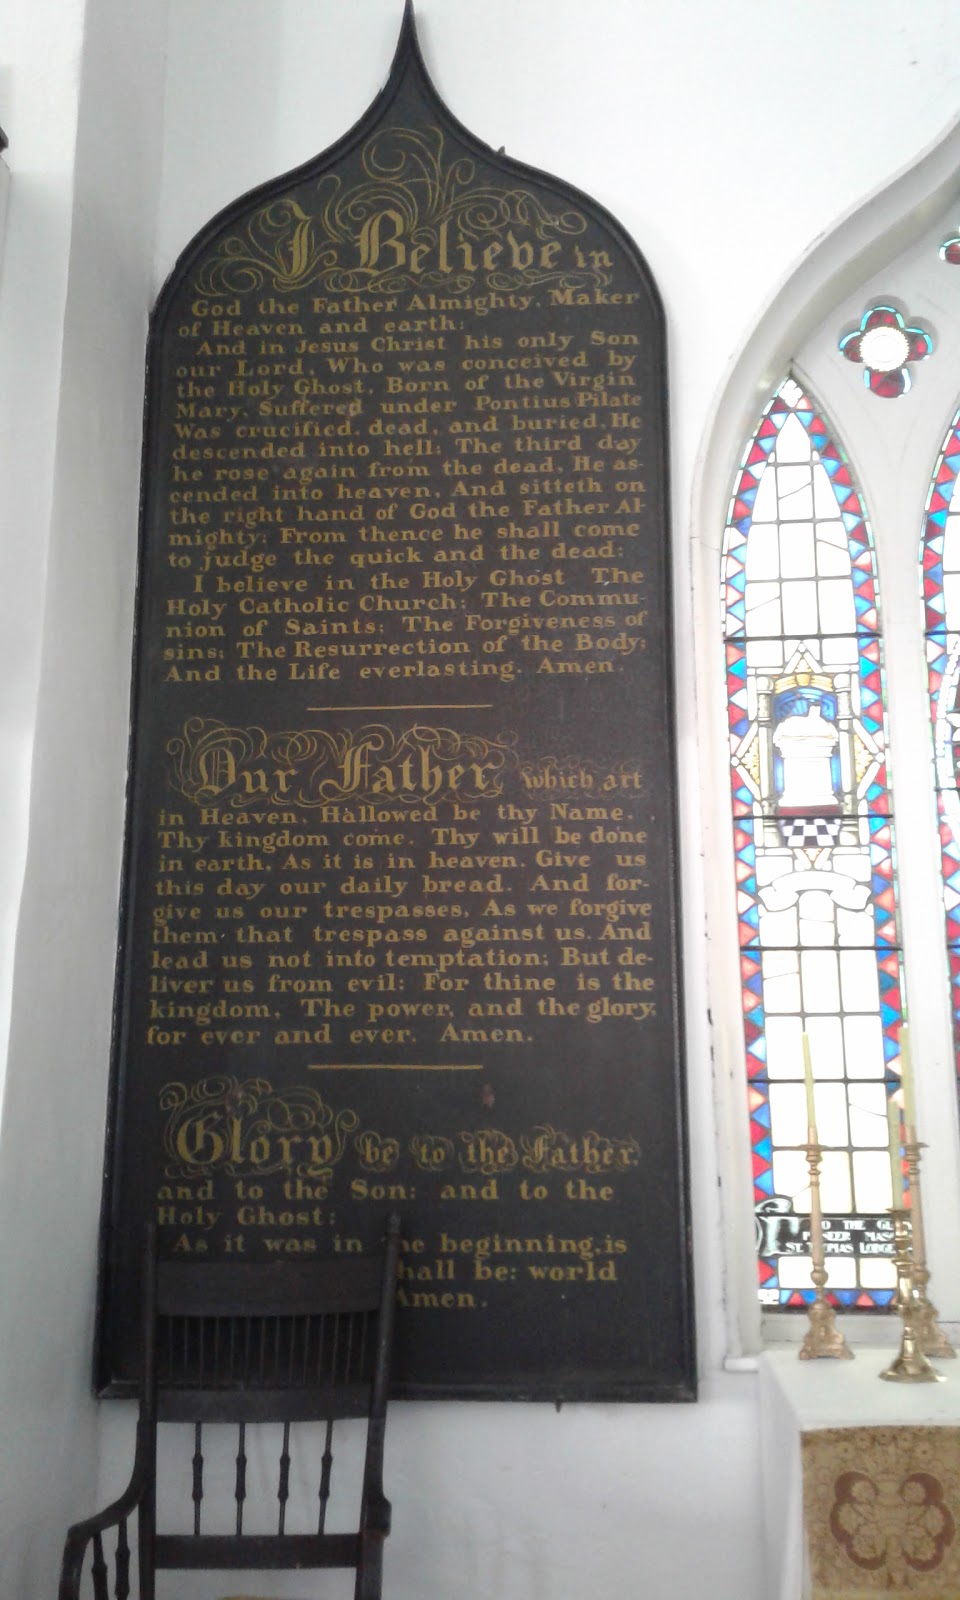 I Believe in
God the Father Almighty, Maker
of Heaven and earth:
And in Jesus Christ his only Son
our Lord, Who was conceived by
the Holy Ghost, Born of the Virgin
Mary, Suffered under Pontius Pilate
Was crucified, dead, and buried, He
descended into hell; The third day
he rose again from the dead, He as-
cended into heaven, And sitteth on
the right hand of God the Father Al-
mighty; From thence he shall come
to judge the quick and the dead:
I believe in the Holy Ghost The
Holy Catholic Church; The Commu-
nion of Saints; The Forgiveness of
sins; The Resurrection of the Body;
And the Life everlasting. Amen.
Our Father which art
in Heaven, Hallowed be thy Name.
Thy kingdom come. Thy will be done
in earth, As it is in heaven. Give us
this day our daily bread. And for-
give us our trespasses, As we forgive
them that trespass against us. And
lead us not into temptation; But de-
liver us from evil: For thine is the
kingdom, The power, and the glory,
for ever and ever. Amen.
Glory be to the Father,
and to the Son: and to the
Holy Ghost;
As it was in the beginning, is
hall be: world
Amen.
TO THE
PIONEER
ST. LODGE